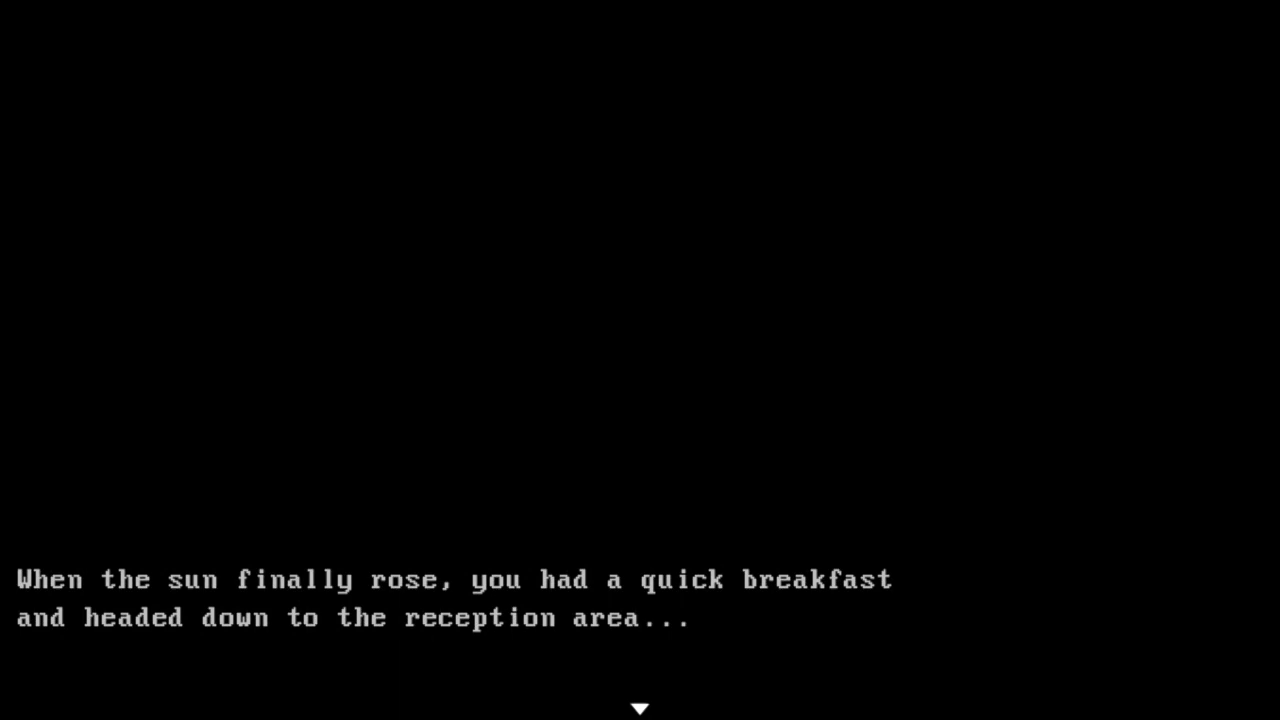 When the sun finally rose, you had a quick breakfast
and headed down to the reception area...